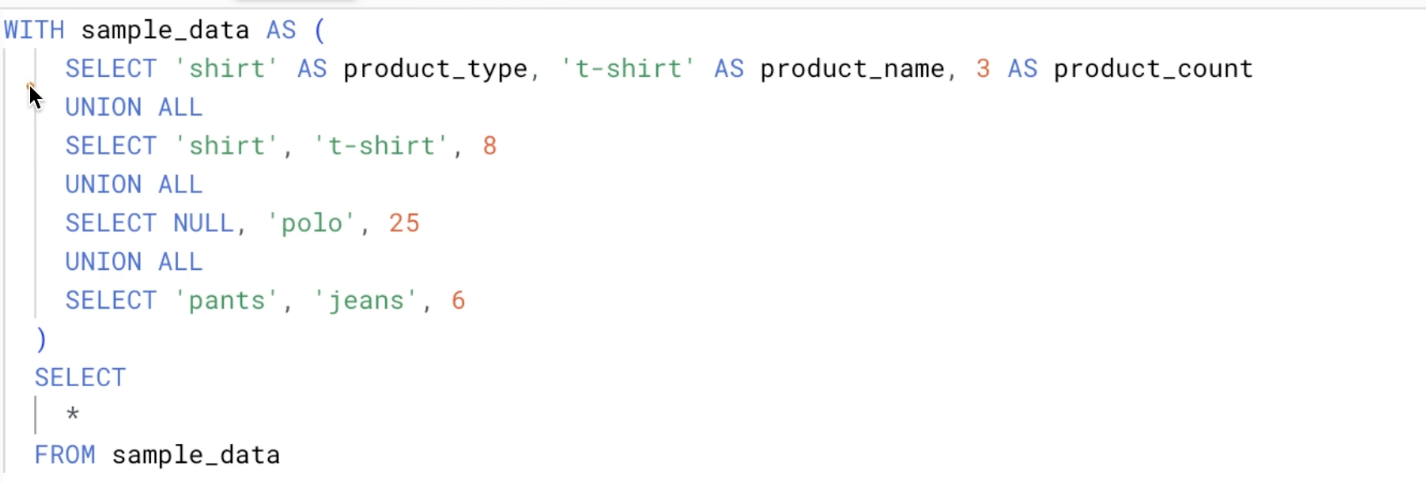 WITH sample_data AS (
SELECT 'shirt' AS product_type, 't-shirt' AS product_name, 3 AS product_count
UNION ALL
SELECT 'shirt', 't-shirt', 8
UNION ALL
SELECT NULL, 'polo', 25
UNION ALL
SELECT 'pants', 'jeans', 6
)
SELECT
*
FROM sample_data